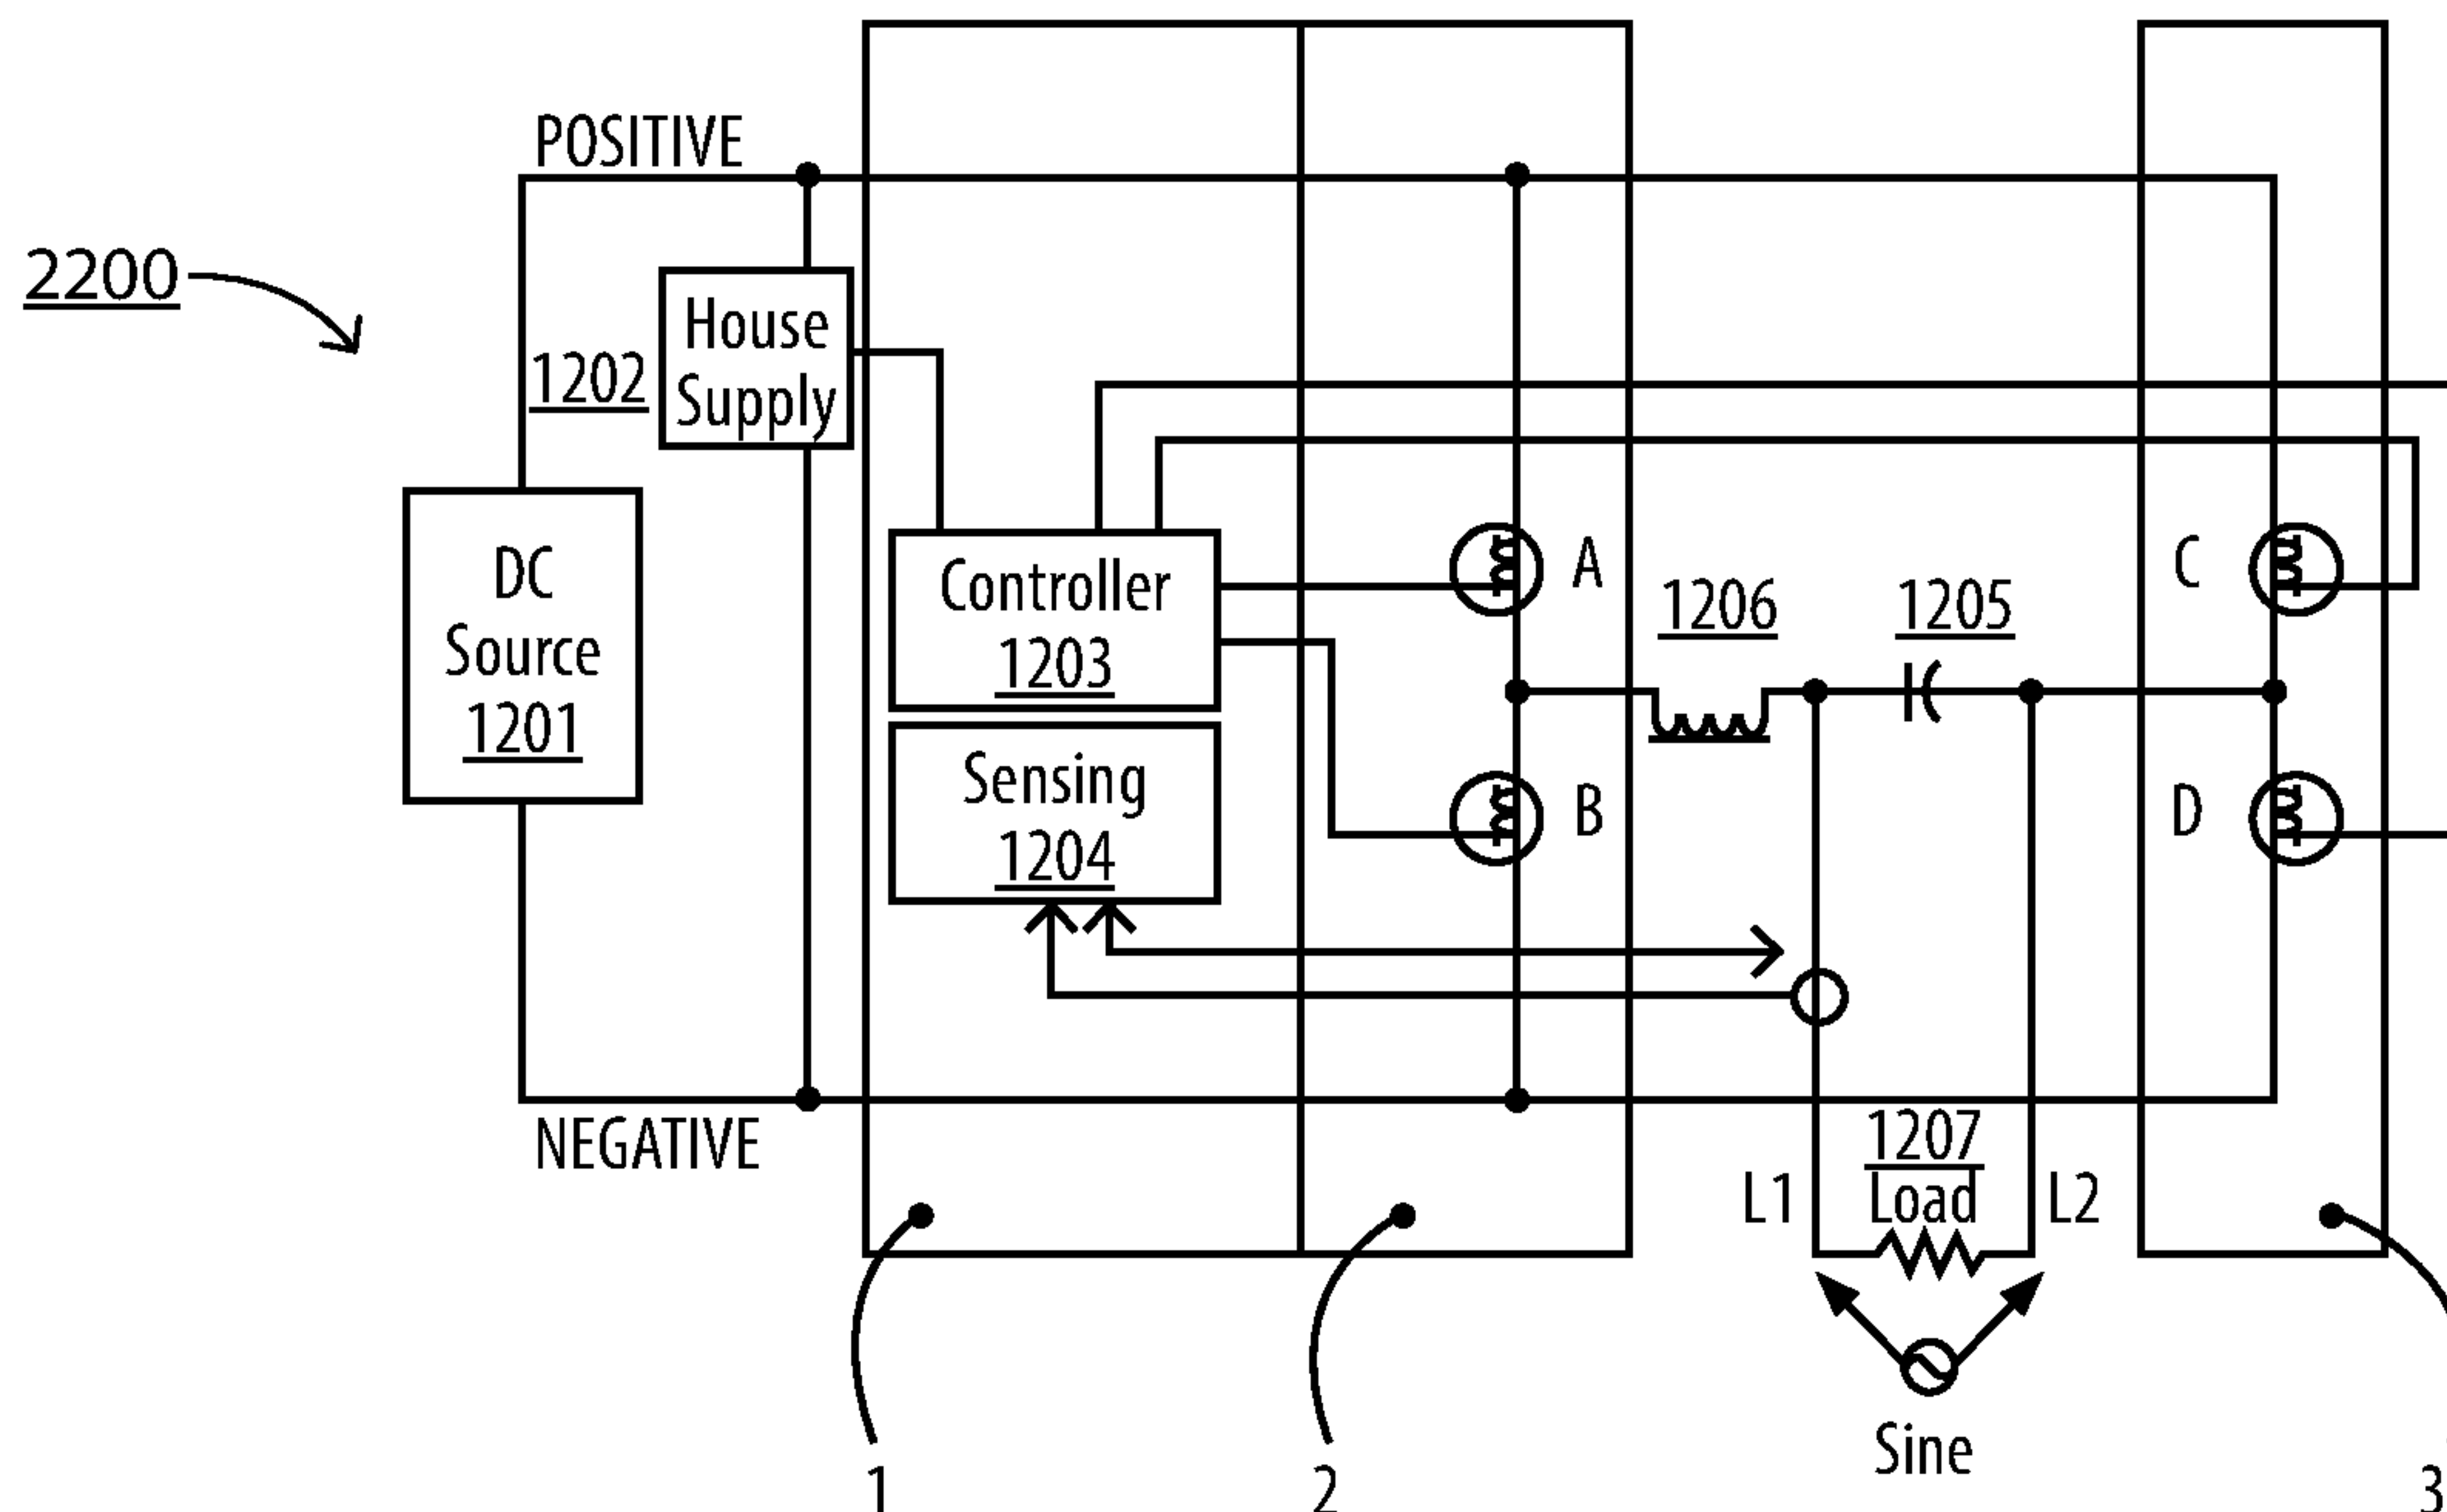 POSITIVE
2200
House
Supply
1202
DC
Source
1201
Controller
1203
Sensing
1204
A
B
1206
1205
C
D
NEGATIVE
1207
L1
Load
L2
Sine
1
2
3